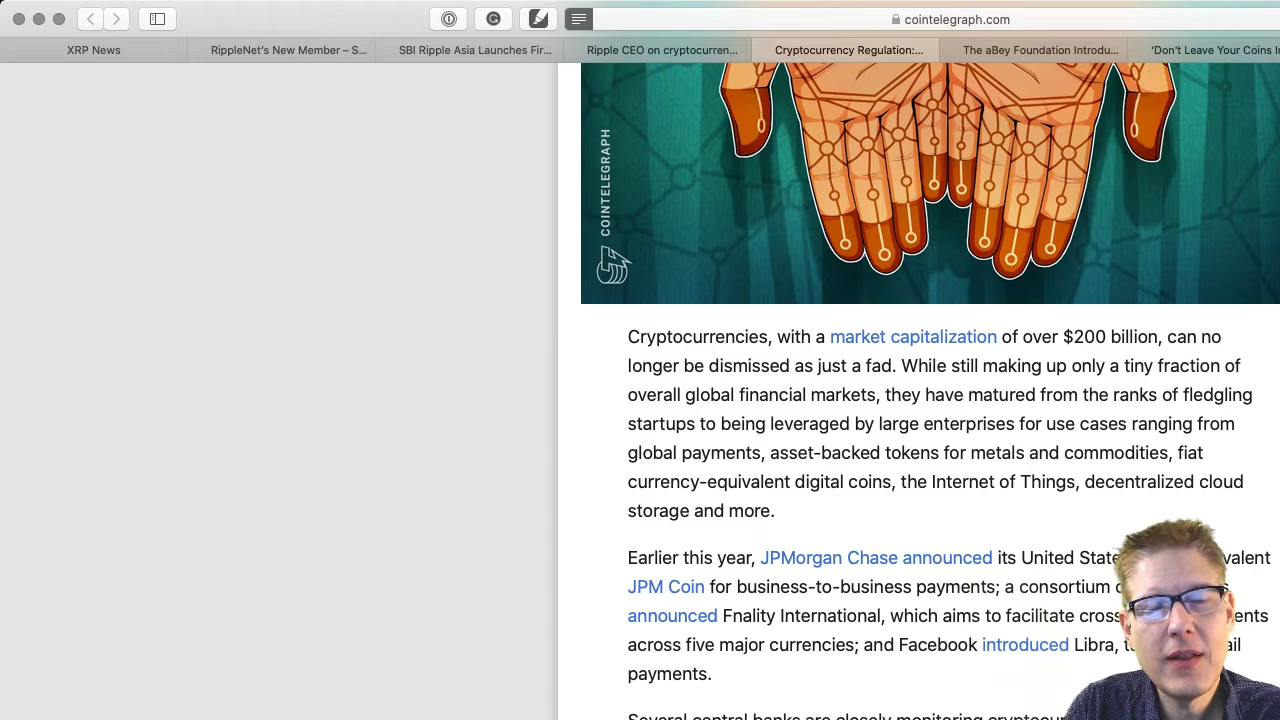 cointelegraph.com
XRP News
RippleNet's New Member – S...
SBI Ripple Asia Launches Fir...
Ripple CEO on cryptocurren...
Cryptocurrency Regulation:...
The aBey Foundation Introdu...
'Don't Leave Your Coins In
COINTELEGRAPH
Cryptocurrencies, with a market capitalization of over $200 billion, can no
longer be dismissed as just a fad. While still making up only a tiny fraction of
overall global financial markets, they have matured from the ranks of fledgling
startups to being leveraged by large enterprises for use cases ranging from
global payments, asset-backed tokens for metals and commodities, fiat
currency-equivalent digital coins, the Internet of Things, decentralized cloud
storage and more.
Earlier this year, JPMorgan Chase announced its United
JPM Coin for business-to-business payments; a consortium
announced Fnality International, which aims to facilitate
across five major currencies; and Facebook introduced Libra,
payments.
Several central banks are closely monitoring